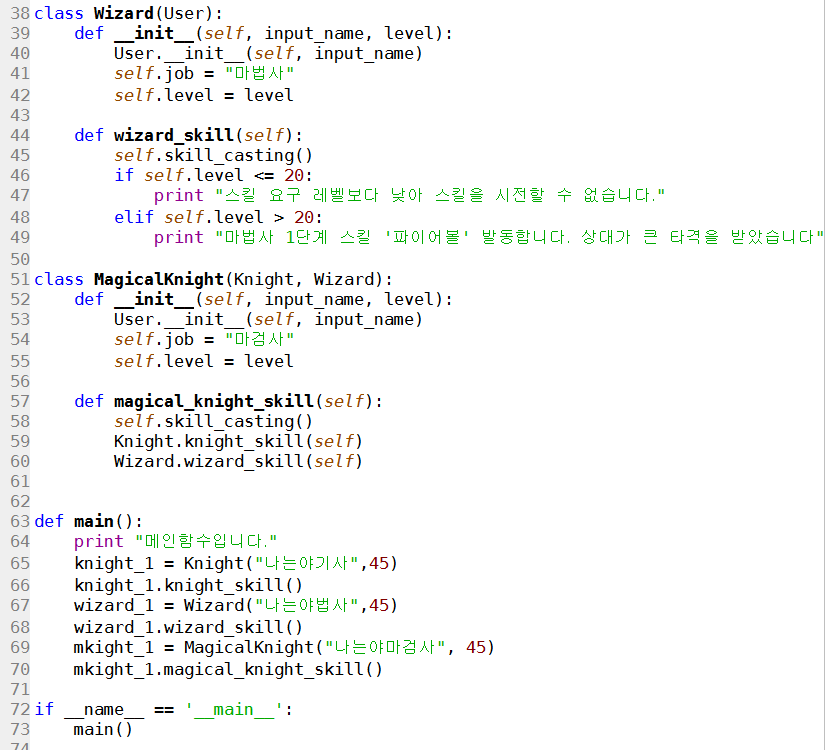 38 class Wizard(User):
39     def __init__(self, input_name, level):
40         User.__init__(self, input_name)
41         self.job = "마법사"
42         self.level = level
43
44     def wizard_skill(self):
45         self.skill_casting()
46         if self.level <= 20:
47             print "스킬 요구 레벨보다 낮아 스킬을 시전할 수 없습니다."
48         elif self.level > 20:
49             print "마법사 1단계 스킬 '파이어볼' 발동합니다. 상대가 큰 타격을 받았습니다"
50
51 class MagicalKnight(Knight, Wizard):
52     def __init__(self, input_name, level):
53         User.__init__(self, input_name)
54         self.job = "마검사"
55         self.level = level
56
57     def magical_knight_skill(self):
58         self.skill_casting()
59         Knight.knight_skill(self)
60         Wizard.wizard_skill(self)
61
62
63 def main():
64     print "메인함수입니다."
65     knight_1 = Knight("나는야기사",45)
66     knight_1.knight_skill()
67     wizard_1 = Wizard("나는야법사",45)
68     wizard_1.wizard_skill()
69     mkight_1 = MagicalKnight("나는야마검사", 45)
70     mkight_1.magical_knight_skill()
71
72 if __name__ == '__main__':
73     main()
74